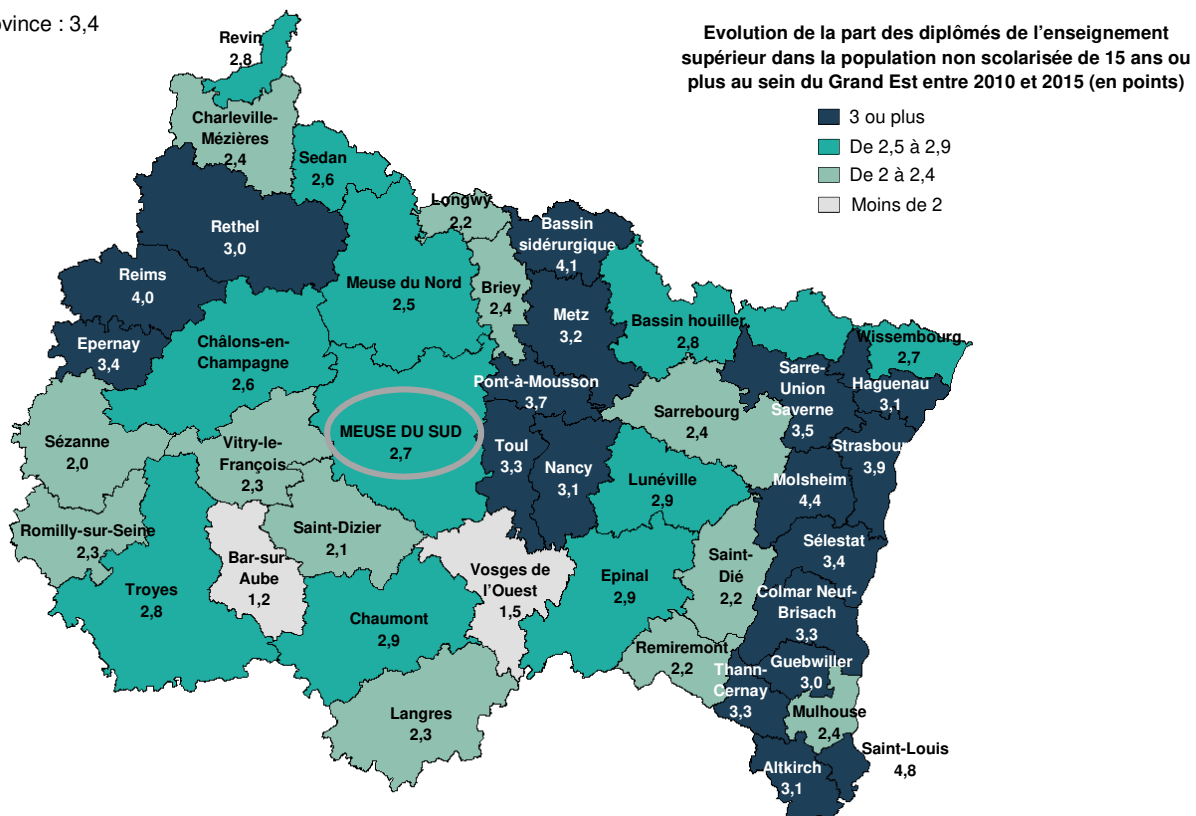 ovince : 3,4
Evolution de la part des diplômés de l'enseignement
supérieur dans la population non scolarisée de 15 ans ou
plus au sein du Grand Est entre 2010 et 2015 (en points)
3 ou plus
De 2,5 à 2,9
De 2 à 2,4
Moins de 2
Revin
2,8
Charleville-
Mézières
2,4
Sedan
2,6
Longwy
2,2
Rethel
3,0
Bassin
sidérurgique
4,1
Reims
4,0
Meuse du Nord
2,5
Briey
2,4
Metz
3,2
Bassin houiller
2,8
Wissembourg
2,7
Epernay
3,4
Châlons-en-
Champagne
2,6
Pont-à-Mousson
3,7
Sarre-
Union
Saverne
3,5
Haguenau
3,1
Sarrebourg
2,4
Sézanne
2,0
Vitry-le-
François
2,3
MEUSE DU SUD
2,7
Toul
3,3
Nancy
3,1
Strasbour
3,9
Lunéville
2,9
Molsheim
4,4
Romilly-sur-Seine
2,3
Saint-Dizier
2,1
Sélestat
3,4
Bar-sur-
Aube
1,2
Vosges de
l'Ouest
1,5
Epinal
2,9
Saint-
Dié
2,2
Troyes
2,8
Chaumont
2,9
Colmar Neuf-
Brisach
3,3
Remiremont
2,2
Guebwiller
3,0
Thann-
Cernay
3,3
Langres
2,3
Mulhouse
2,4
Saint-Louis
4,8
Altkirch
3,1